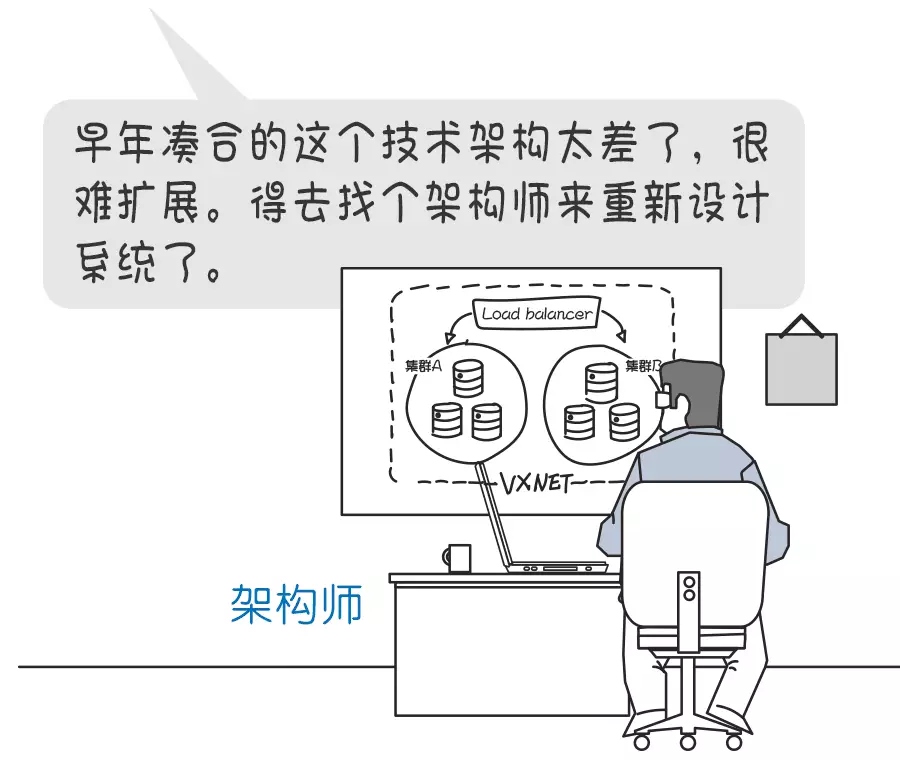 早年凑合的这个技术架构太差了，很
难扩展。得去找个架构师来重新设计
系统了。
Load balancer
集群A
集群B
VXNET
架构师